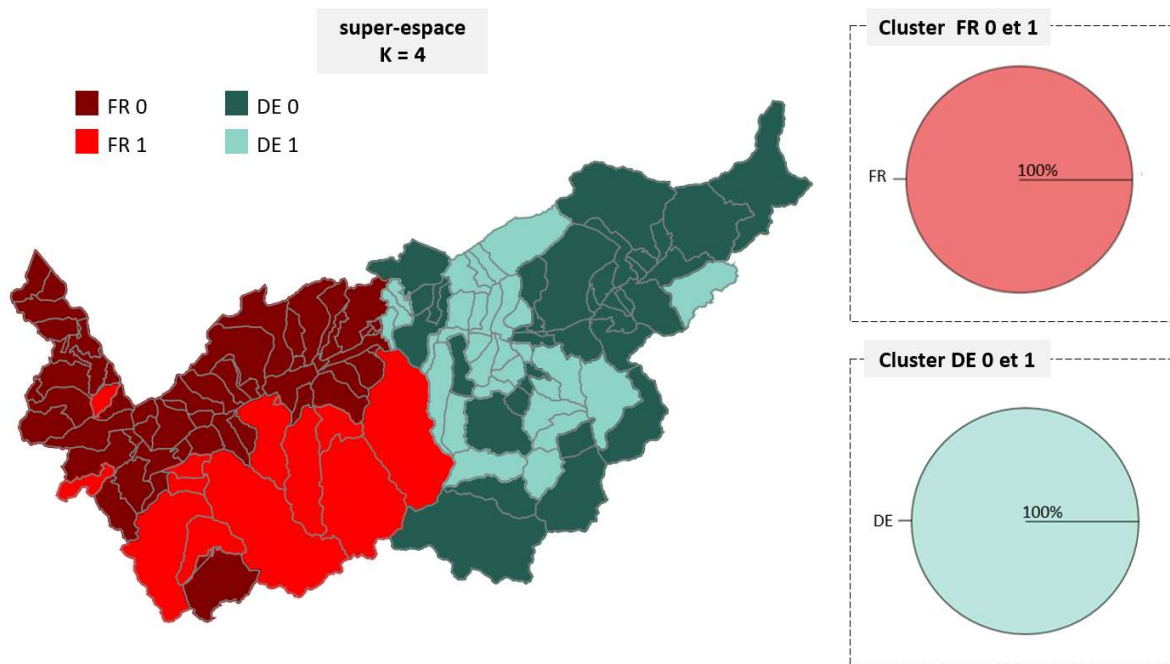 super-espace
K = 4
FR 0
DE 0
FR 1
DE 1
Cluster FR 0 et 1
FR
100%
Cluster DE 0 et 1
DE
100%